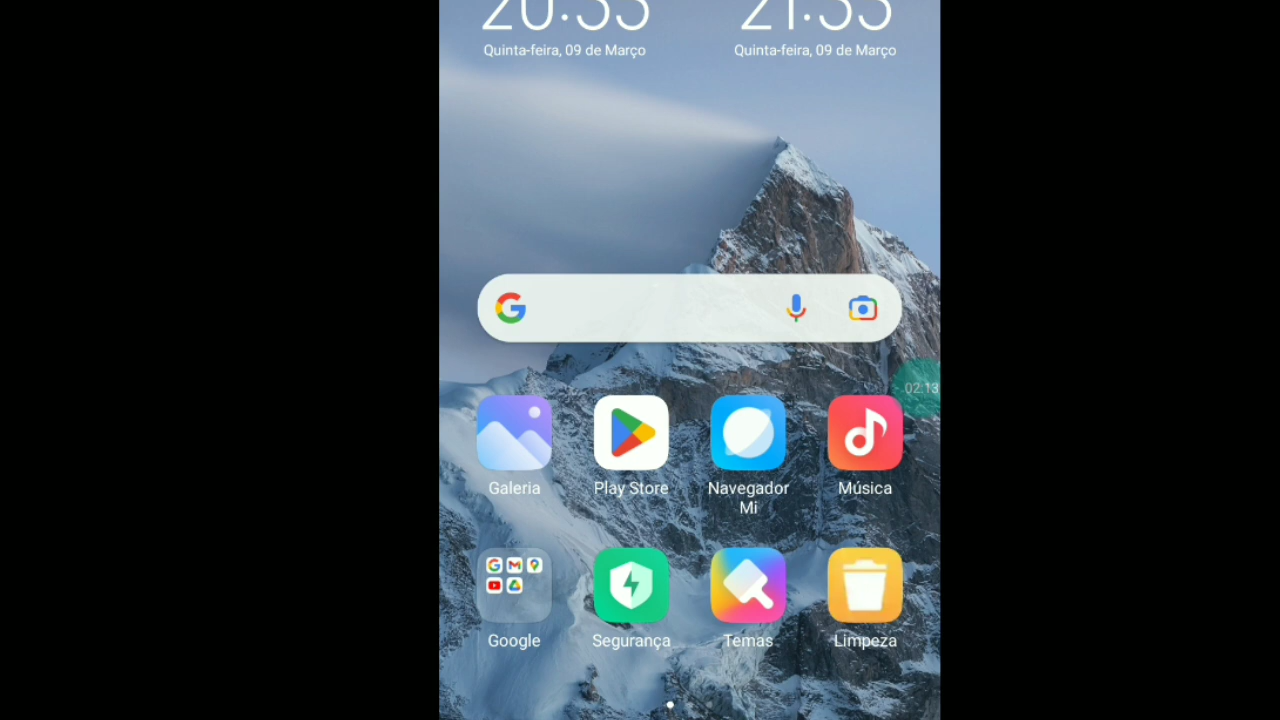 20:33 21:33
Quinta-feira, 09 de Março Quinta-feira, 09 de Março
02:13
Galeria Play Store Navegador Mi Música
Google Segurança Temas Limpeza